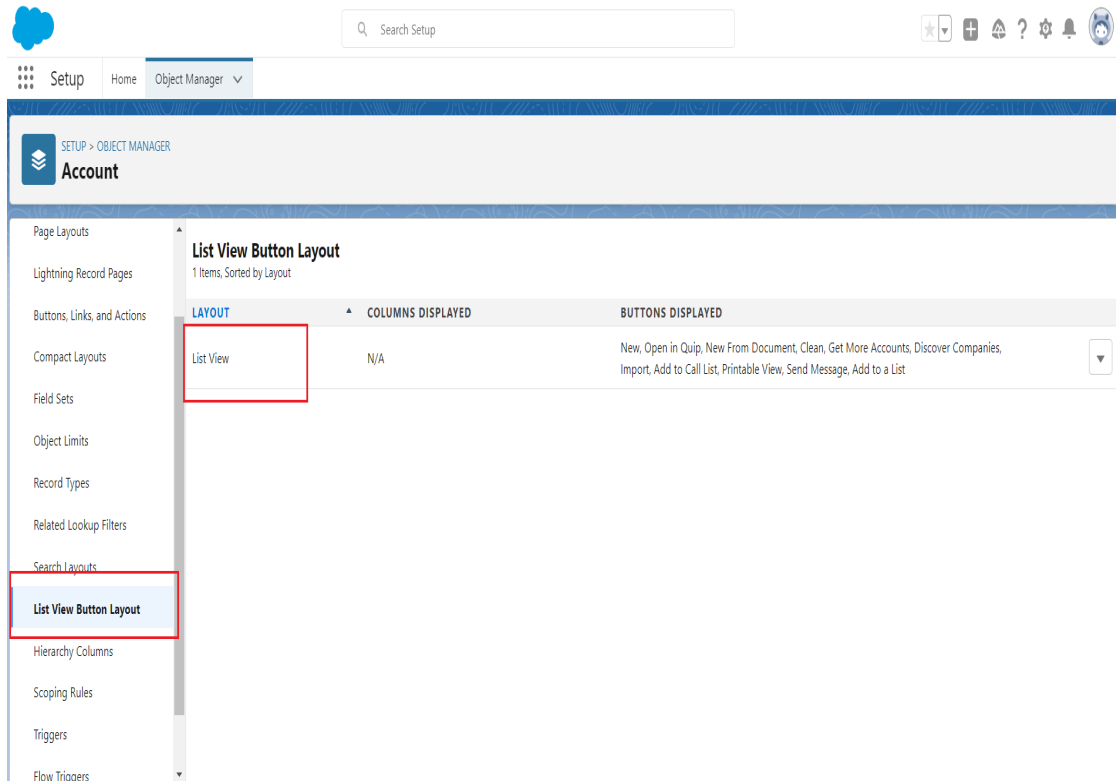 Search Setup
Setup
Home
Object Manager
SETUP > OBJECT MANAGER
Account
Page Layouts
Lightning Record Pages
Buttons, Links, and Actions
Compact Layouts
Field Sets
Object Limits
Record Types
Related Lookup Filters
Search Layouts
List View Button Layout
Hierarchy Columns
Scoping Rules
Triggers
Flow Triggers
List View Button Layout
1 Items, Sorted by Layout
LAYOUT COLUMNS DISPLAYED BUTTONS DISPLAYED
List View N/A New, Open in Quip, New From Document, Clean, Get More Accounts, Discover Companies,
Import, Add to Call List, Printable View, Send Message, Add to a List